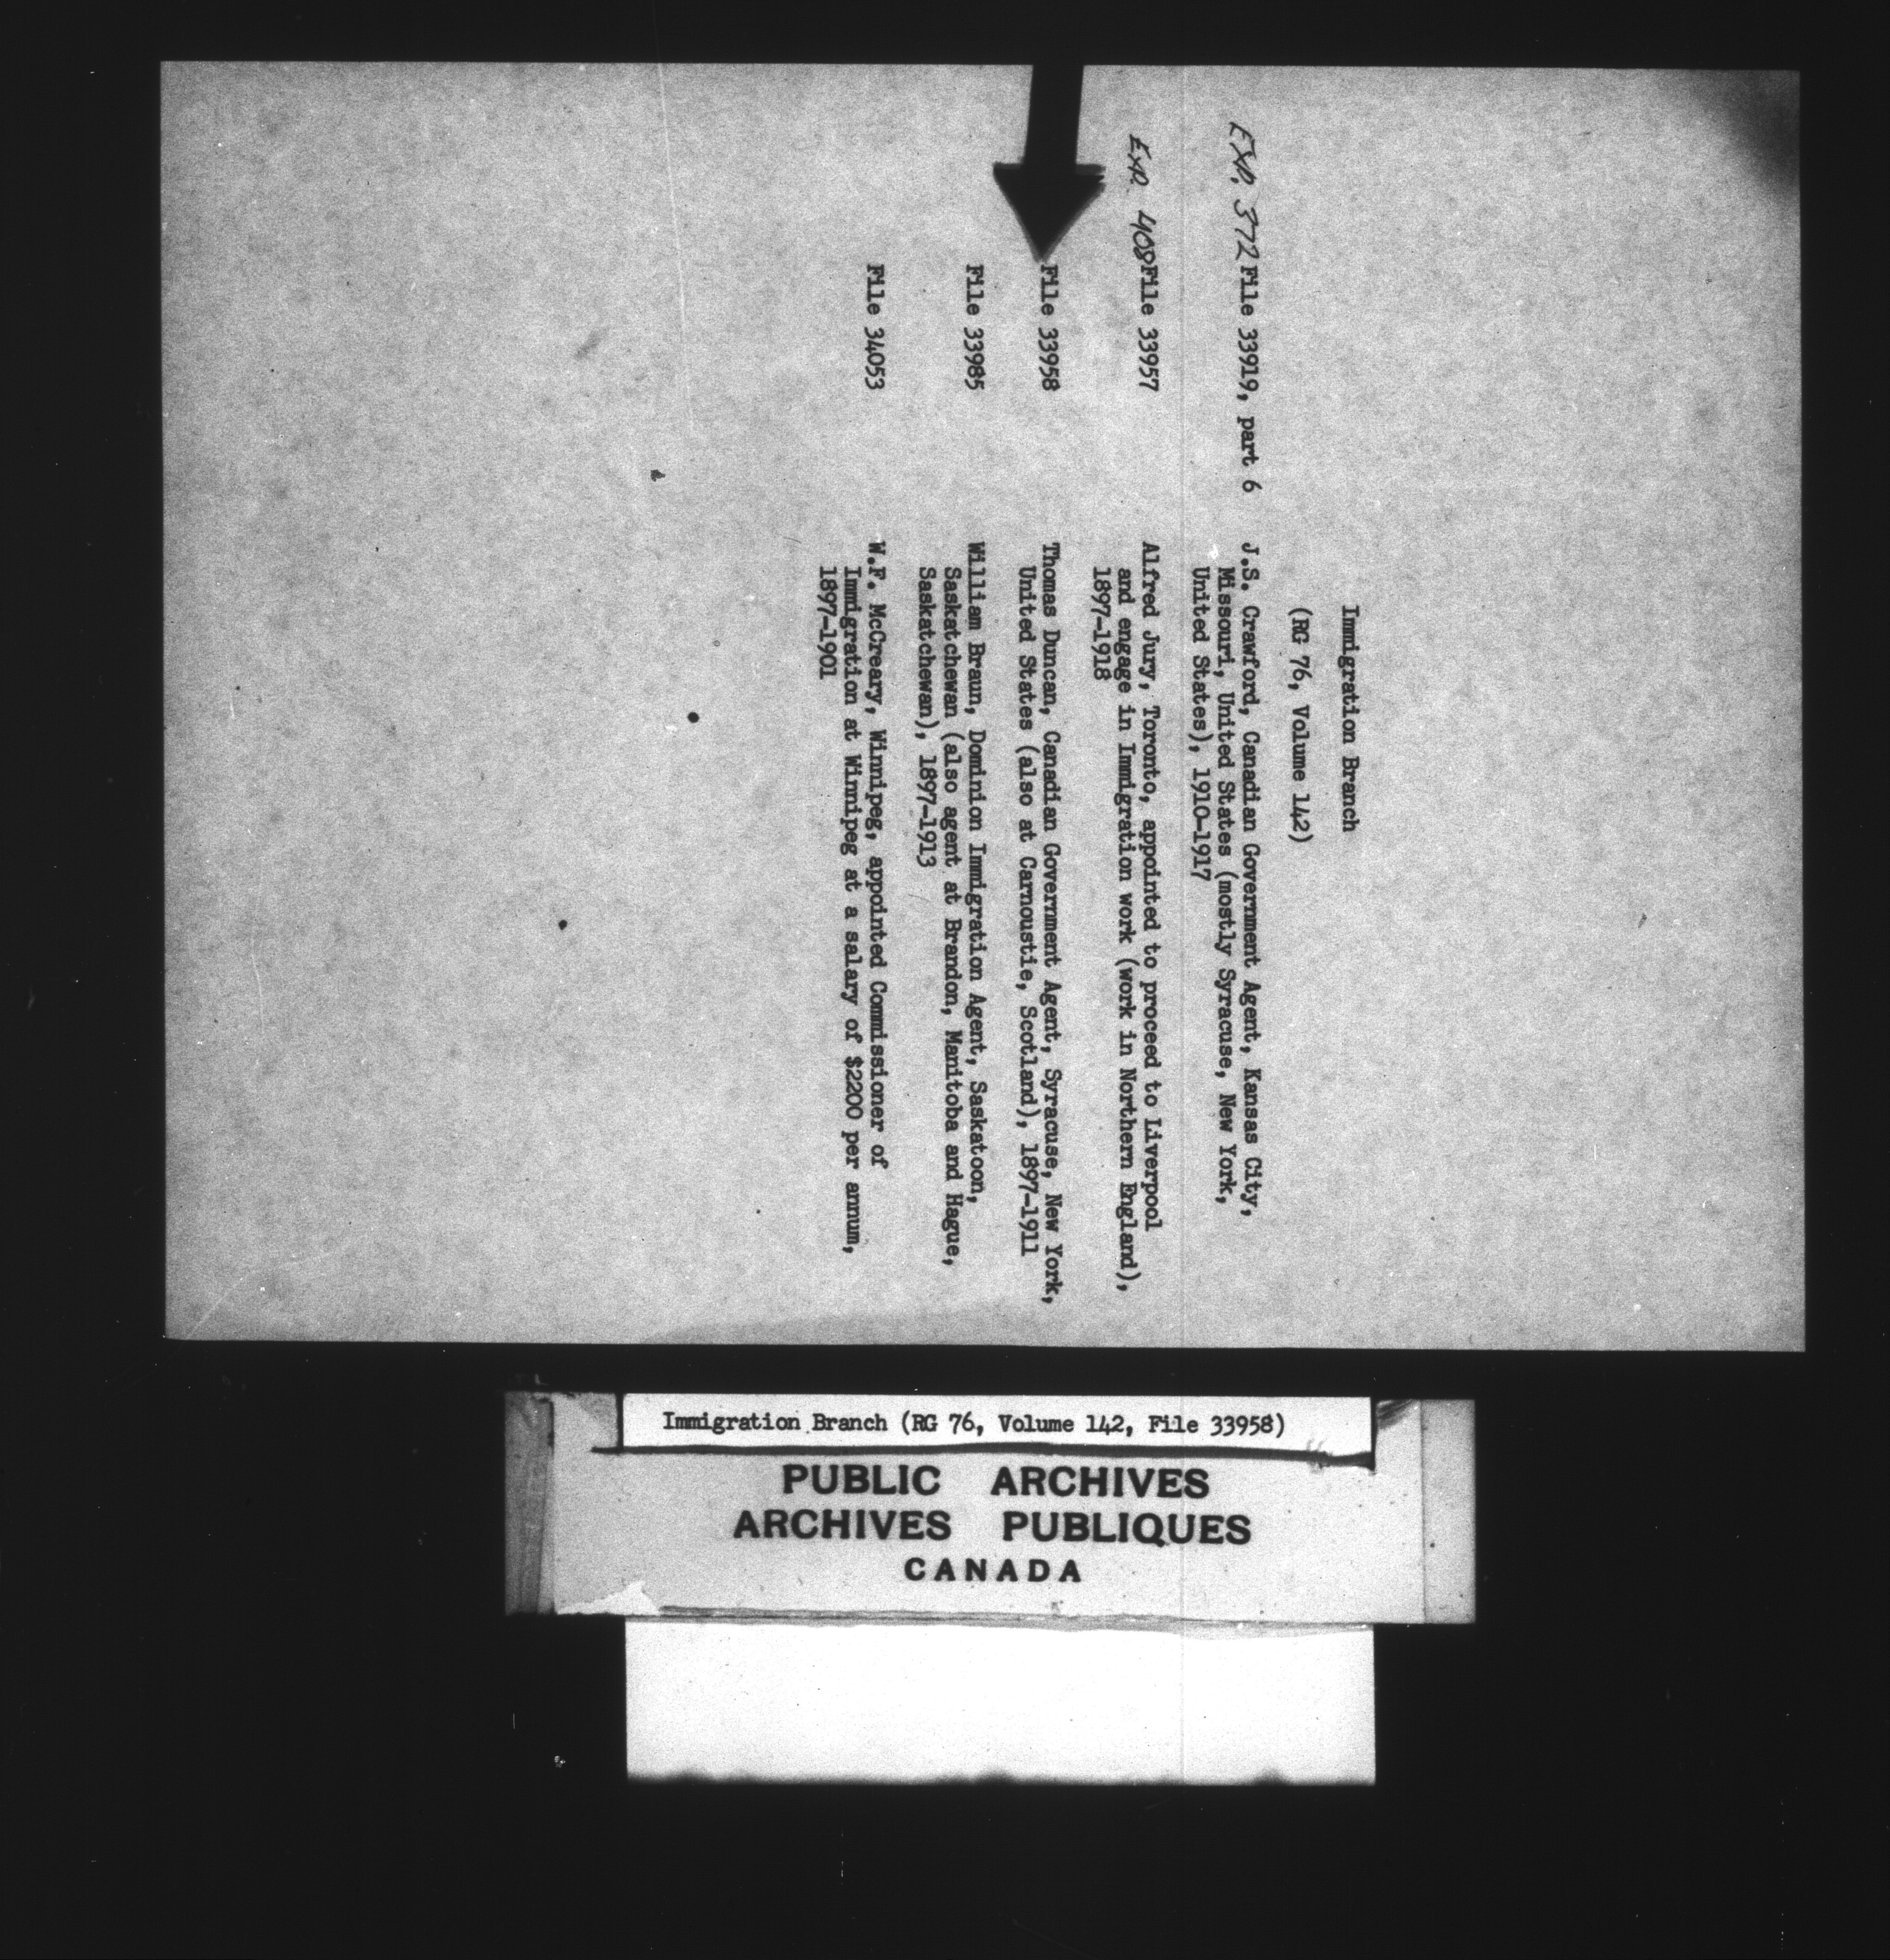 Immigration Branch
(RG 76, Volume 142)
EXP. 372 File 33919, part 6 J.S. Crawford, Canadian Government Agent, Kansas City,
Missouri, United States (mostly Syracuse, New York,
United States), 1910-1917
EXP. 408 File 33957 Alfred Jury, Toronto, appointed to proceed to Liverpool
and engage in Immigration work (work in Northern England),
1897-1918
File 33958 Thomas Duncan, Canadian Government Agent, Syracuse, New York,
United States (also at Carnoustie, Scotland), 1897-1911
File 33985 William Braun, Dominion Immigration Agent, Saskatoon,
Saskatchewan (also agent at Brandon, Manitoba and Hague,
Saskatchewan), 1897-1913
File 34053 W.F. McCreary, Winnipeg, appointed Commissioner of
Immigration at Winnipeg at a salary of $2200 per annum,
1897-1901
Immigration Branch (RG 76, Volume 142, File 33958)
PUBLIC ARCHIVES
ARCHIVES PUBLIQUES
CANADA